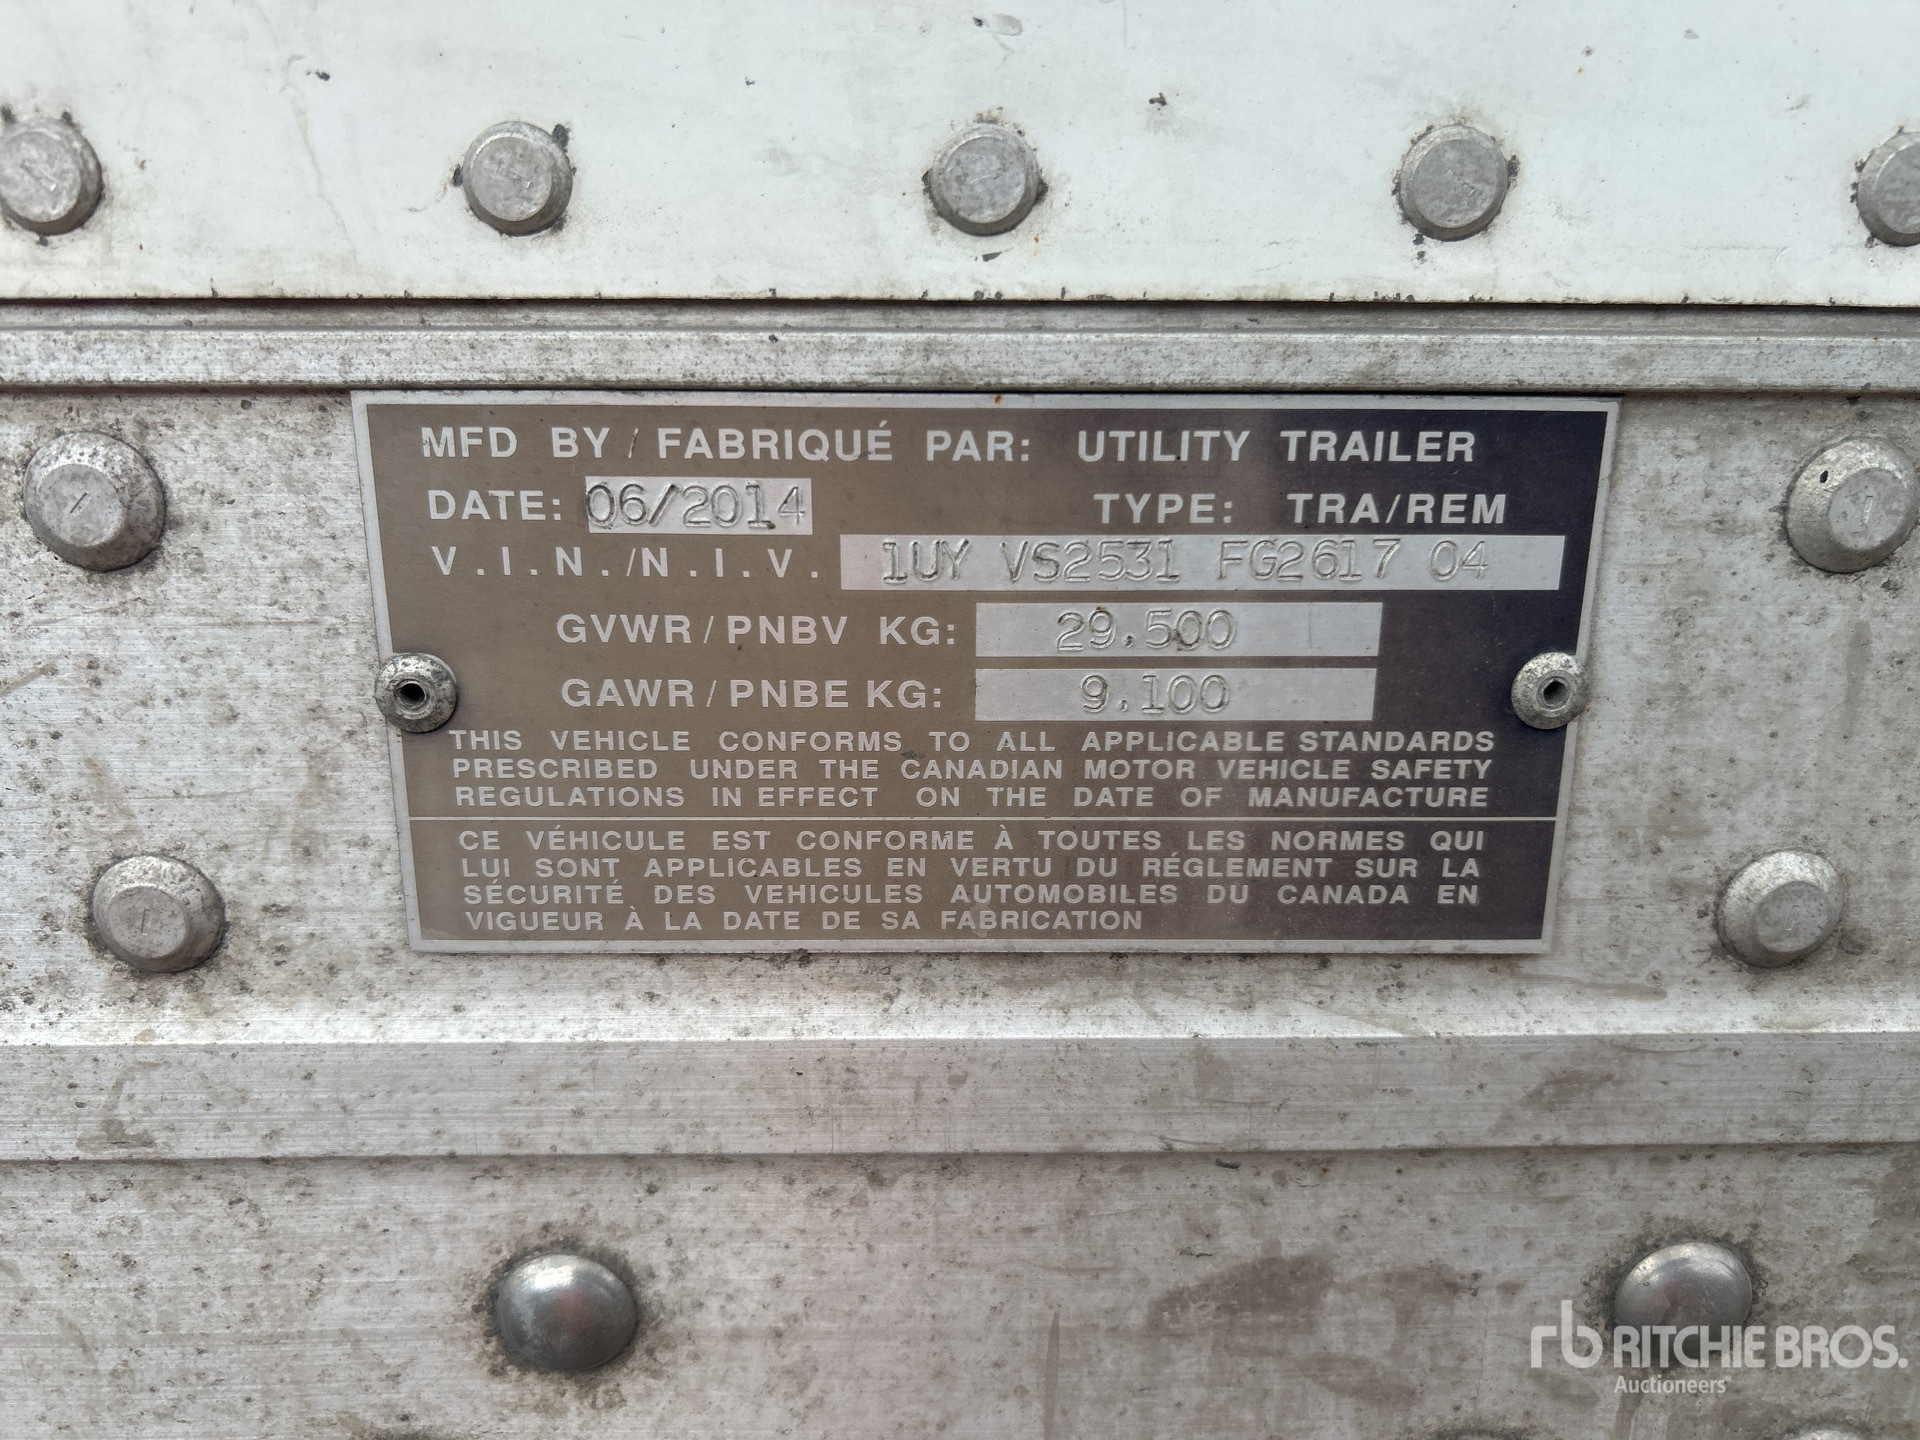 MFD BY / FABRIQUÉ PAR: UTILITY TRAILER
DATE: 06/2014 TYPE: TRA/REM
V.I.N./N.I.V. 1UY VS2531 FG2617 04
GVWR/PNBV KG: 29,500
GAWR/PNBE KG: 9,100
THIS VEHICLE CONFORMS TO ALL APPLICABLE STANDARDS
PRESCRIBED UNDER THE CANADIAN MOTOR VEHICLE SAFETY
REGULATIONS IN EFFECT ON THE DATE OF MANUFACTURE
CE VÉHICULE EST CONFORME À TOUTES LES NORMES QUI
LUI SONT APPLICABLES EN VERTU DU RÉGLEMENT SUR LA
SÉCURITÉ DES VEHICULES AUTOMOBILES DU CANADA EN
VIGUEUR À LA DATE DE SA FABRICATION
rb RITCHIE BROS.
Auctioneers